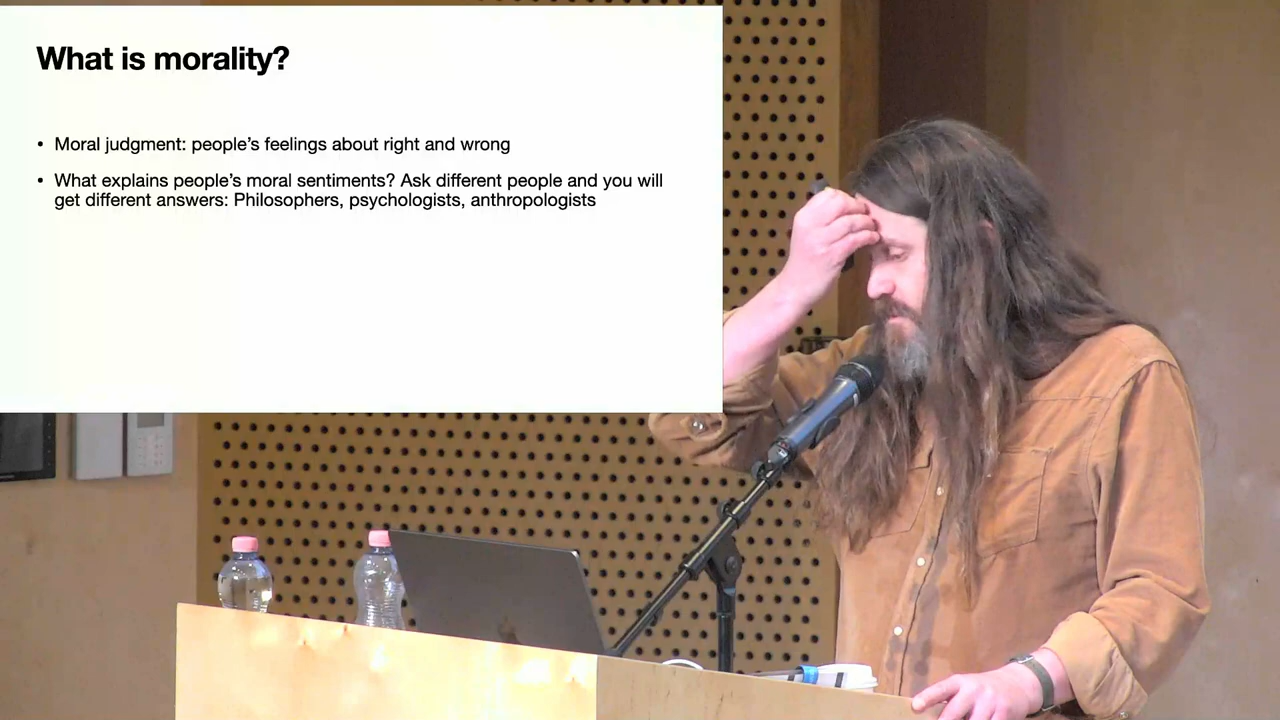 What is morality?
• Moral judgment: people's feelings about right and wrong
• What explains people's moral sentiments? Ask different people and you will
get different answers: Philosophers, psychologists, anthropologists